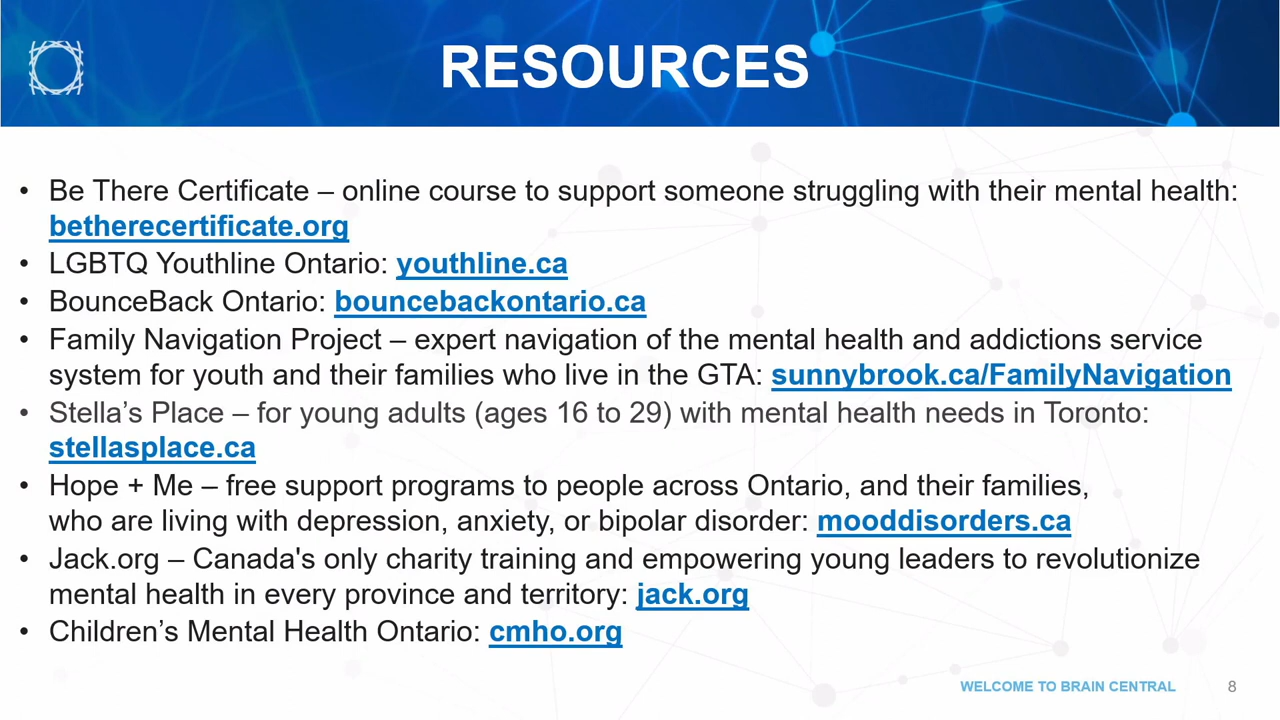 RESOURCES
• Be There Certificate – online course to support someone struggling with their mental health:
betherecertificate.org
• LGBTQ Youthline Ontario: youthline.ca
• BounceBack Ontario: bouncebackontario.ca
• Family Navigation Project – expert navigation of the mental health and addictions service
system for youth and their families who live in the GTA: sunnybrook.ca/FamilyNavigation
• Stella’s Place – for young adults (ages 16 to 29) with mental health needs in Toronto:
stellasplace.ca
• Hope + Me – free support programs to people across Ontario, and their families,
who are living with depression, anxiety, or bipolar disorder: mooddisorders.ca
• Jack.org – Canada's only charity training and empowering young leaders to revolutionize
mental health in every province and territory: jack.org
• Children’s Mental Health Ontario: cmho.org
WELCOME TO BRAIN CENTRAL 8